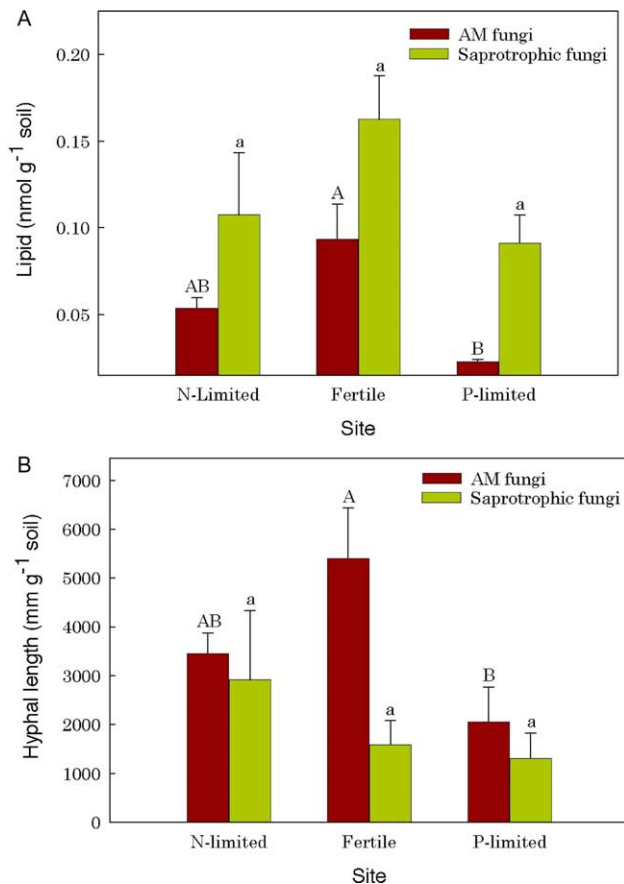 A
AM fungi
Saprotrophic fungi
0.20
0.15
0.10
0.05
Lipid (nmol g⁻¹ soil)
AB
a
A
a
B
a
N-Limited Fertile P-limited
Site
B
AM fungi
Saprotrophic fungi
7000
6000
5000
4000
3000
2000
1000
0
Hyphal length (mm g⁻¹ soil)
AB
a
A
a
B
a
N-limited Fertile P-limited
Site